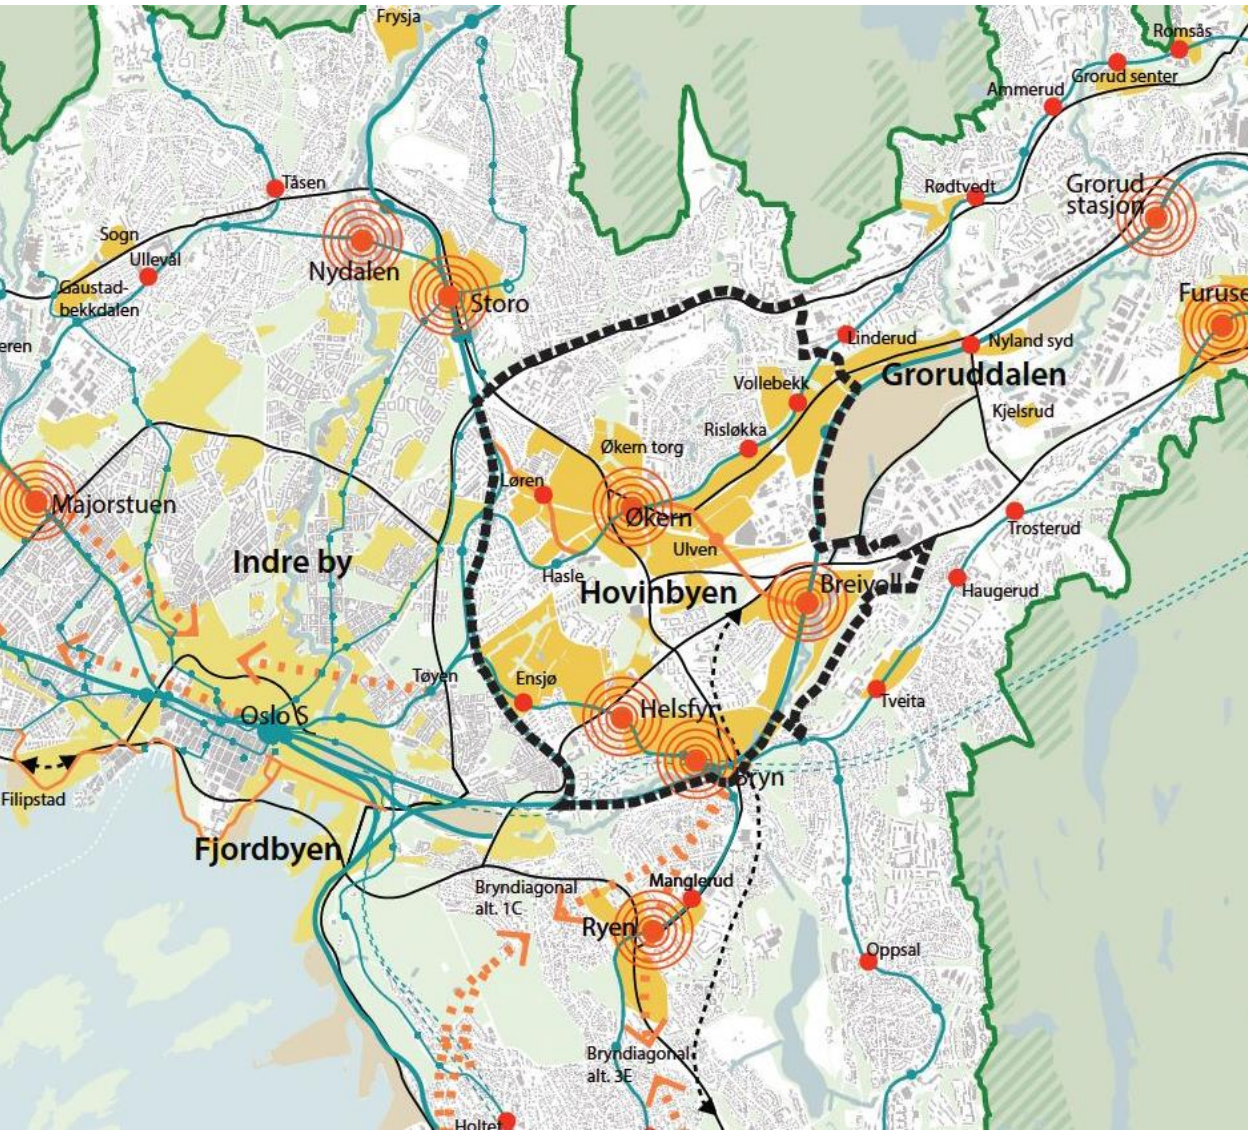 Frysja
Romsås
Grorud senter
Ammerud
Tåsen
Rødtvedt
Grorud
stasjon
Sogn
Ullevål
Nydalen
Gaustad-
bekkdalen
Storo
Furuse
eren
Linderud
Nyland syd
Groruddalen
Vollebekk
Kjelsrud
Risløkka
Økern torg
Løren
Majorstuen
Økern
Trosterud
Ulven
Indre by
Hasle
Hovinbyen
Breivoll
Haugerud
Tøyen
Ensjø
Helsfyr
Tveita
Oslo S
Bryn
Filipstad
Fjordbyen
Bryndiagonal
alt. 1C
Manglerud
Ryen
Oppsal
Bryndiagonal
alt. 3E
Holtet